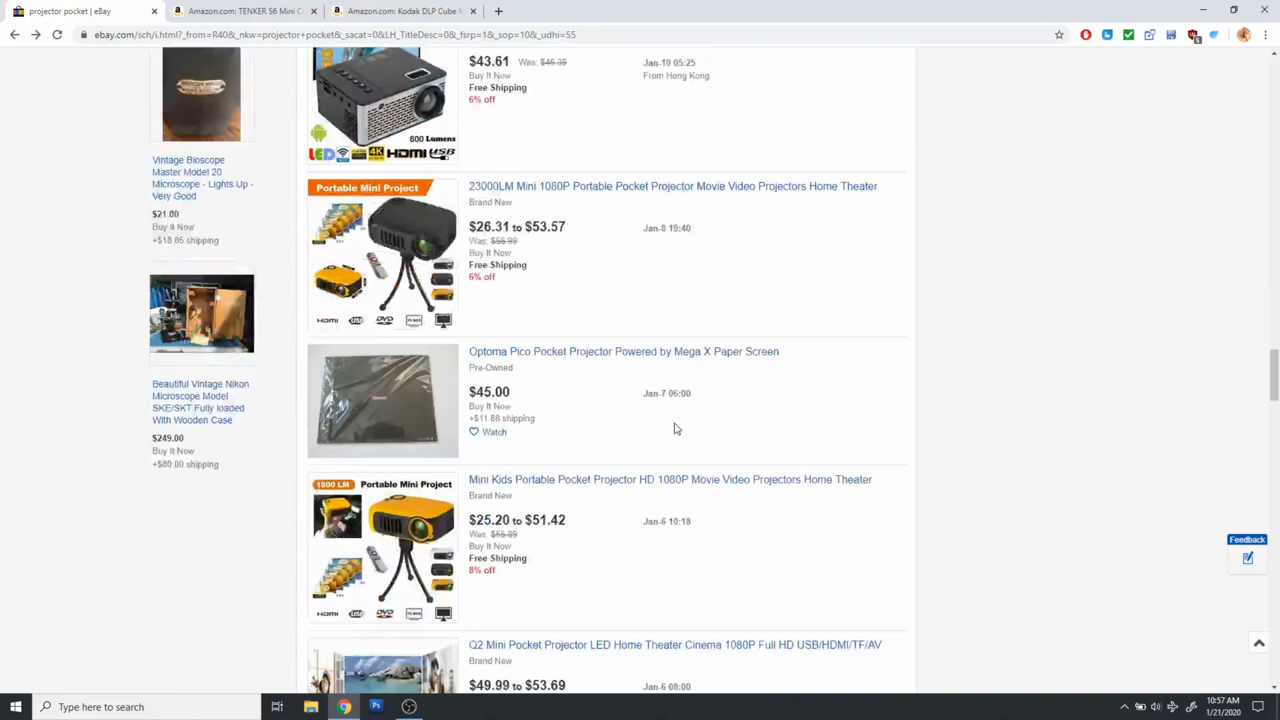 projector pocket | eBay
Amazon.com: TENKER S6 Mini C
Amazon.com: Kodak DLP Cube
ebay.com/sch/i.html?_from=R40&_nkw=projector+pocket&_sacat=0&LH_TitleDesc=0&_fsrp=1&_sop=10&_udhi=55
Vintage Bioscope
Master Model 20
Microscope - Lights Up -
Very Good
$21.00
Buy It Now
+$18.85 shipping
Beautiful Vintage Nikon
Microscope Model
SKE/SKT Fully loaded
With Wooden Case
$249.00
Buy It Now
+$80.00 shipping
600 Lumens
LED 4K HDMI USB
$43.61 Was: $46.39
Buy It Now
Free Shipping
6% off
Jan-10 05:25
From Hong Kong
Portable Mini Project
HDMI USB DVD TV BOX
23000LM Mini 1080P Portable Pocket Projector Movie Video Projectors Home Theater
Brand New
$26.31 to $53.57
Was: $56.99
Buy It Now
Free Shipping
6% off
Jan-8 19:40
Optoma Pico Pocket Projector Powered by Mega X Paper Screen
Pre-Owned
$45.00
Buy It Now
+$11.88 shipping
Watch
Jan-7 06:00
1800 LM Portable Mini Project
HDMI USB DVD TV BOX
Mini Kids Portable Pocket Projector HD 1080P Movie Video Projectors Home Theater
Brand New
$25.20 to $51.42
Was: $55.89
Buy It Now
Free Shipping
8% off
Jan-6 10:18
Q2 Mini Pocket Projector LED Home Theater Cinema 1080P Full HD USB/HDMI/TF/AV
Brand New
$49.99 to $53.69
Jan-6 08:00
Feedback
Type here to search
10:57 AM
1/21/2020